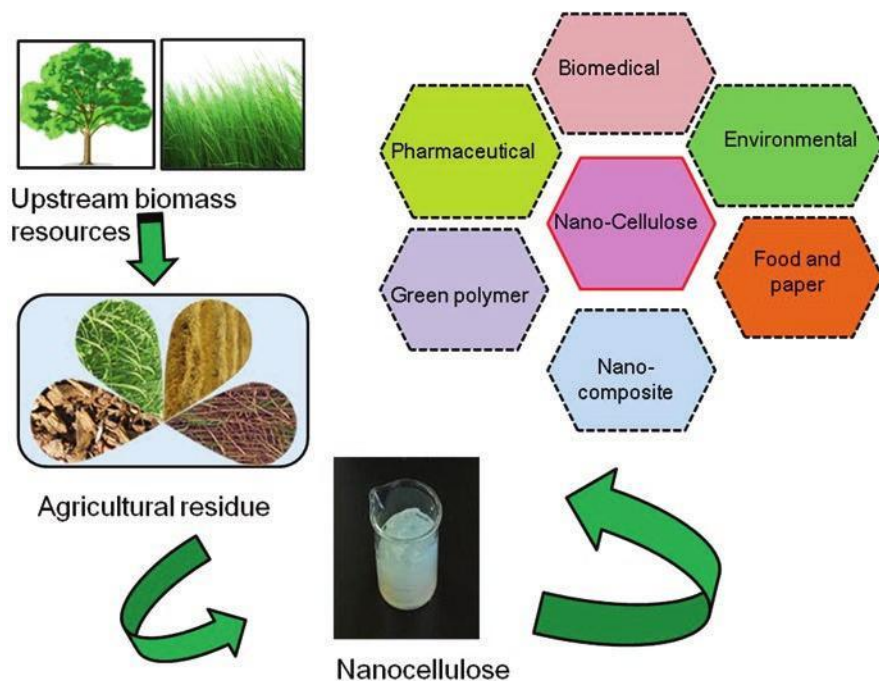 Upstream biomass
resources
Agricultural residue
Nanocellulose
Biomedical
Pharmaceutical
Environmental
Nano-Cellulose
Green polymer
Food and
paper
Nano-
composite